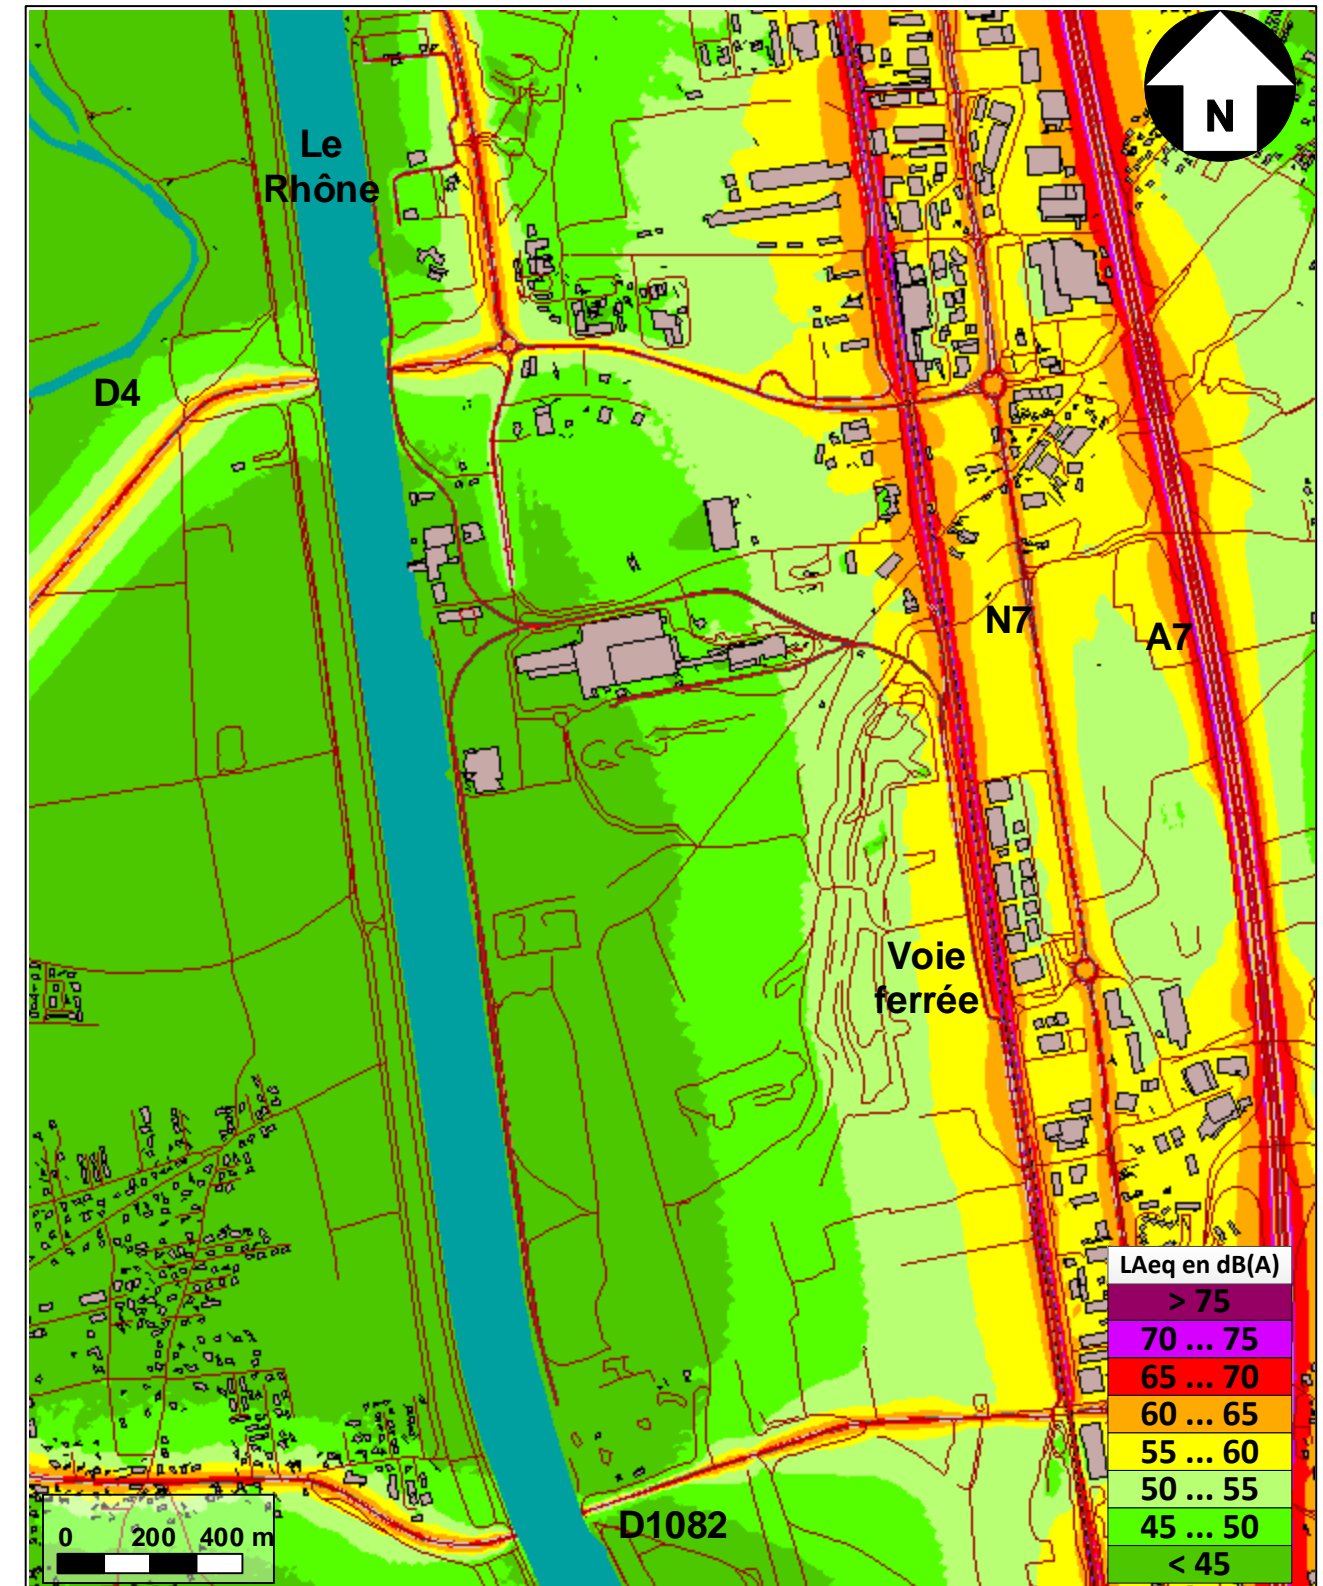 N
Le
Rhône
D4
N7
A7
Voie
ferrée
D1082
0 200 400 m
LAeq en dB(A)
> 75
70 ... 75
65 ... 70
60 ... 65
55 ... 60
50 ... 55
45 ... 50
< 45